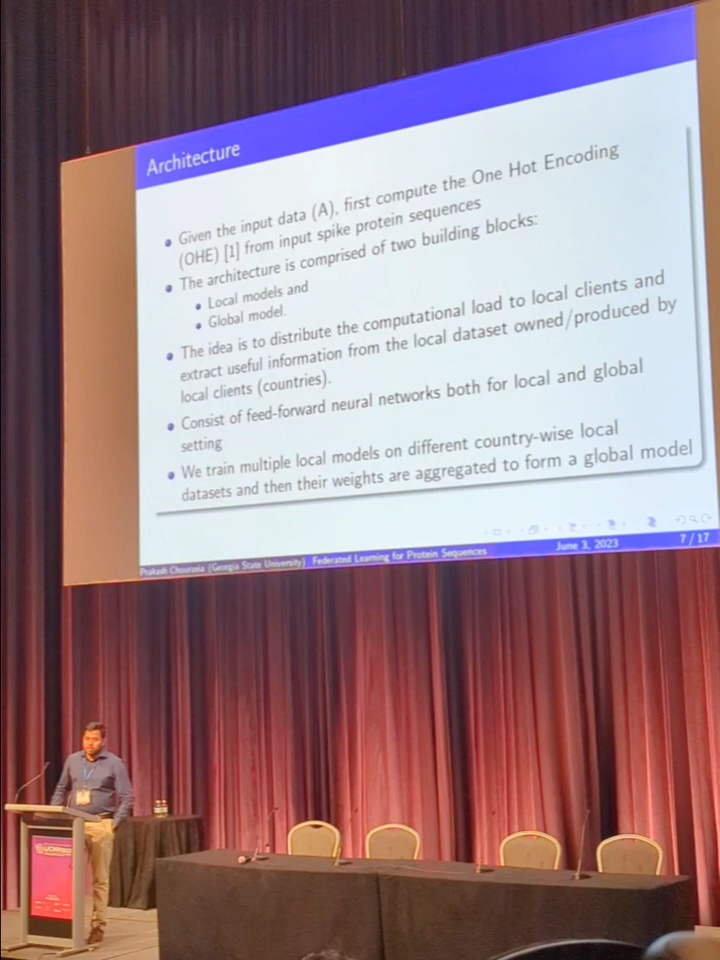 Architecture
Given the input data (A), first compute the One Hot Encoding
(OHE) [1] from input spike protein sequences
The architecture is comprised of two building blocks:
Local models and
Global model.
The idea is to distribute the computational load to local clients and
extract useful information from the local dataset owned/produced by
local clients (countries).
Consist of feed-forward neural networks both for local and global
setting
We train multiple local models on different country-wise local
datasets and then their weights are aggregated to form a global model
Prakash Chourasia (Georgia State University) Federated Learning for Protein Sequences June 3, 2023 7 / 17